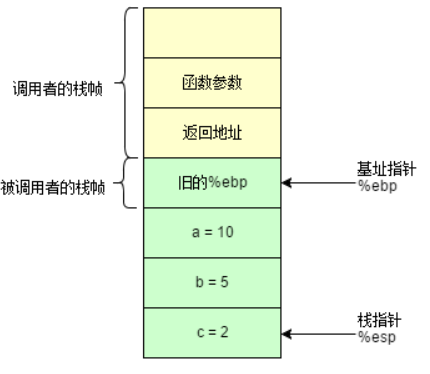 调用者的栈帧
函数参数
返回地址
被调用者的栈帧
旧的%ebp
基址指针
%ebp
a = 10
b = 5
c = 2
栈指针
%esp